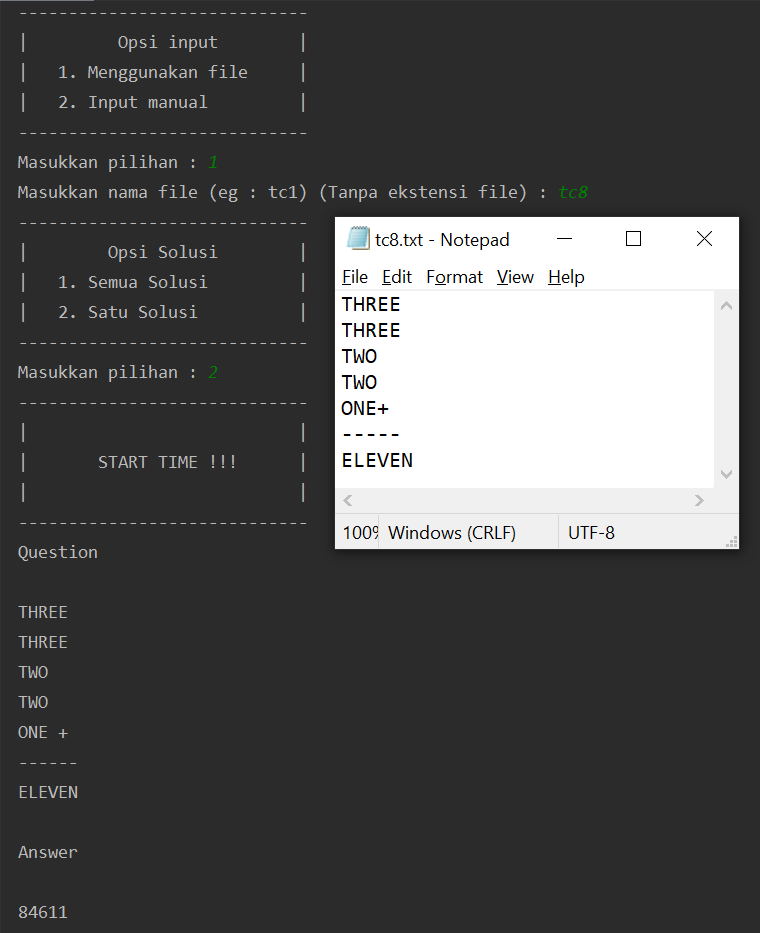 -----------------------------
|         Opsi input        |
|   1. Menggunakan file     |
|   2. Input manual         |
-----------------------------
Masukkan pilihan : 1
Masukkan nama file (eg : tc1) (Tanpa ekstensi file) : tc8
-----------------------------
|        Opsi Solusi        |
|   1. Semua Solusi         |
|   2. Satu Solusi          |
-----------------------------
Masukkan pilihan : 2
-----------------------------
|                           |
|       START TIME !!!      |
|                           |
-----------------------------
Question
THREE
THREE
TWO
TWO
ONE +
------
ELEVEN
Answer
84611
tc8.txt - Notepad
File Edit Format View Help
THREE
THREE
TWO
TWO
ONE+
-----
ELEVEN
100% Windows (CRLF) UTF-8